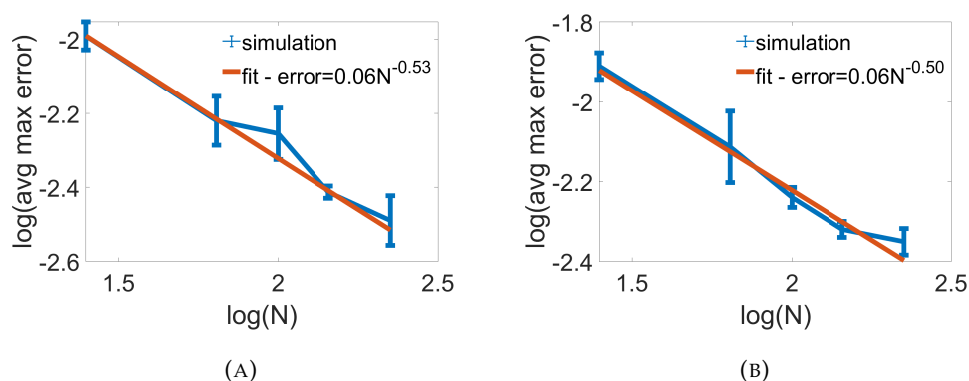 log(avg max error)
-2
-2.2
-2.4
-2.6
1.5
2
2.5
log(N)
simulation
fit - error=0.06N^-0.53
(A)
log(avg max error)
-1.8
-2
-2.2
-2.4
1.5
2
2.5
log(N)
simulation
fit - error=0.06N^-0.50
(B)